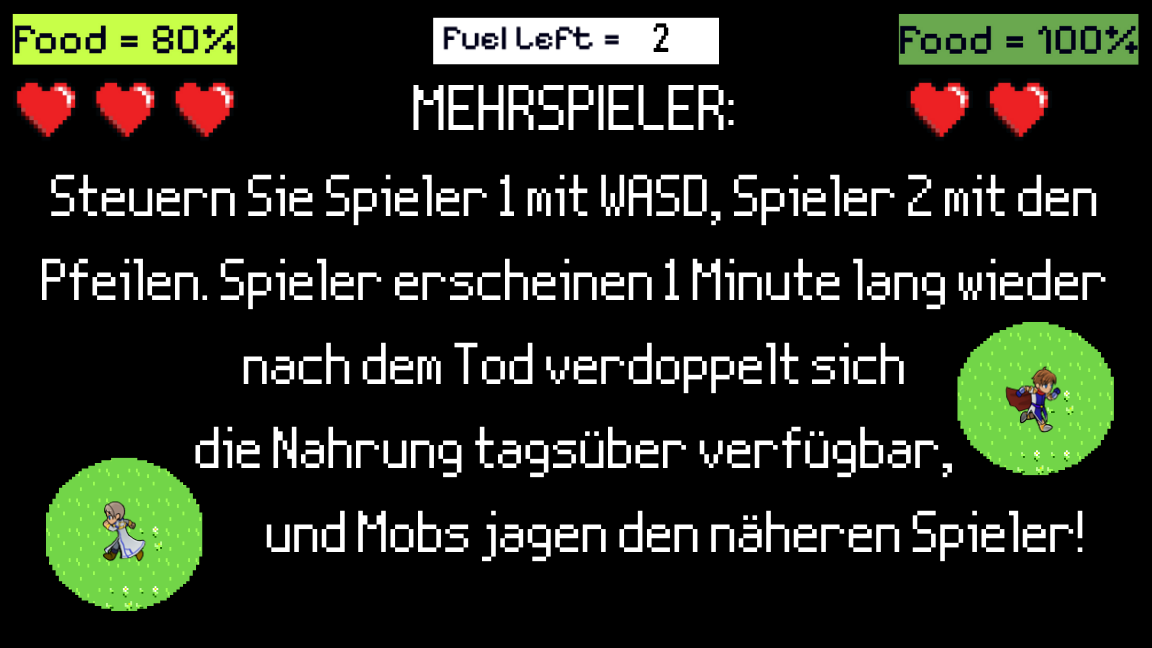 Food = 80%
Fuel Left = 2
Food = 100%
MEHRSPIELER:
Steuern Sie Spieler 1 mit WASD, Spieler 2 mit den
Pfeilen. Spieler erscheinen 1 Minute lang wieder
nach dem Tod verdoppelt sich
die Nahrung tagsüber verfügbar,
und Mobs jagen den näheren Spieler!